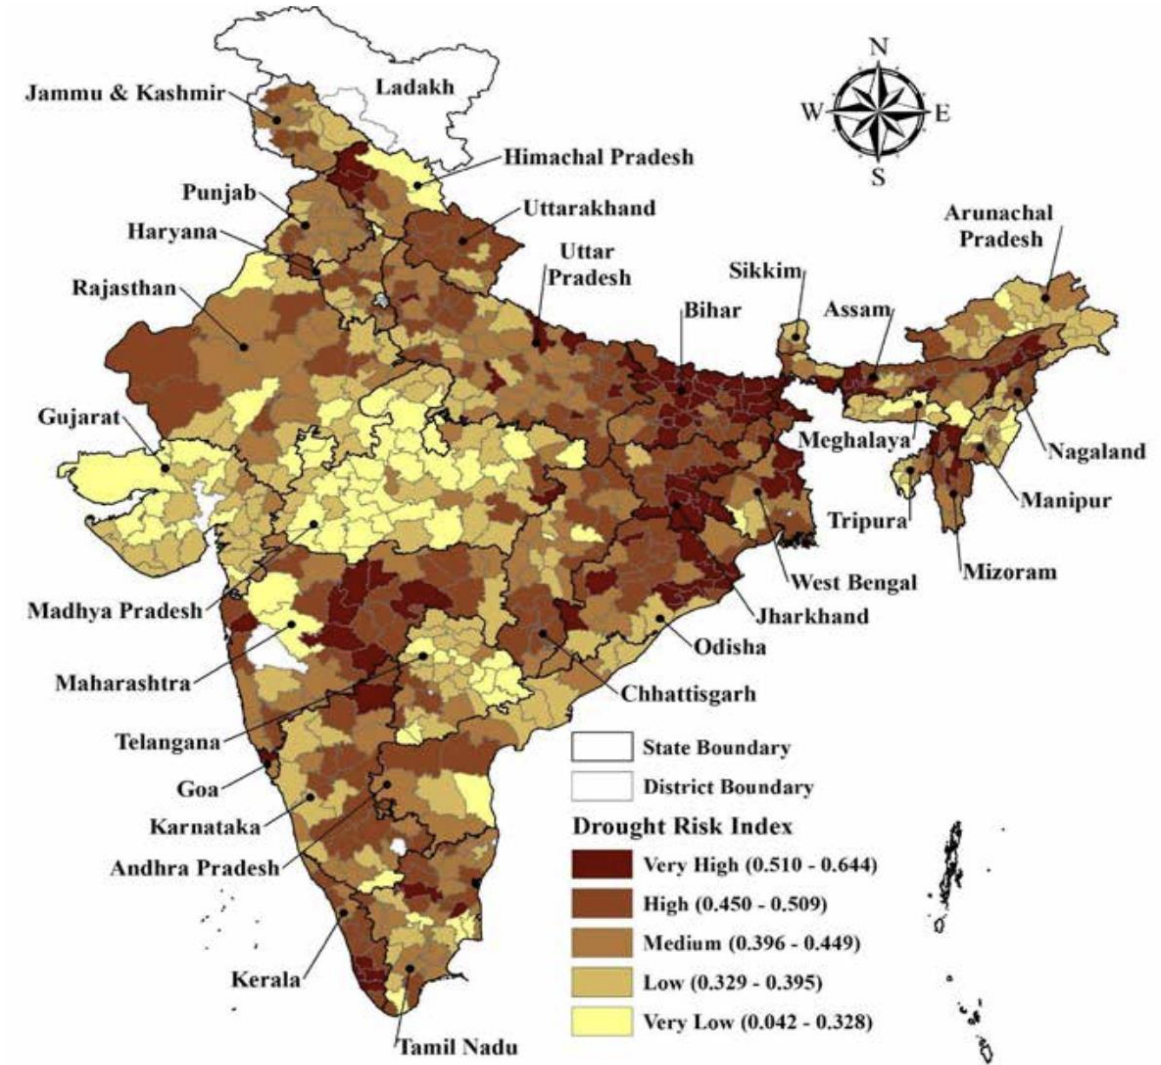 N
W
E
S
Ladakh
Jammu & Kashmir
Himachal Pradesh
Punjab
Uttarakhand
Haryana
Uttar
Pradesh
Arunachal
Pradesh
Rajasthan
Sikkim
Assam
Bihar
Gujarat
Meghalaya
Nagaland
Manipur
Tripura
Mizoram
West Bengal
Madhya Pradesh
Jharkhand
Odisha
Maharashtra
Chhattisgarh
Telangana
Goa
Karnataka
Andhra Pradesh
Kerala
Tamil Nadu
State Boundary
District Boundary
Drought Risk Index
Very High (0.510 - 0.644)
High (0.450 - 0.509)
Medium (0.396 - 0.449)
Low (0.329 - 0.395)
Very Low (0.042 - 0.328)